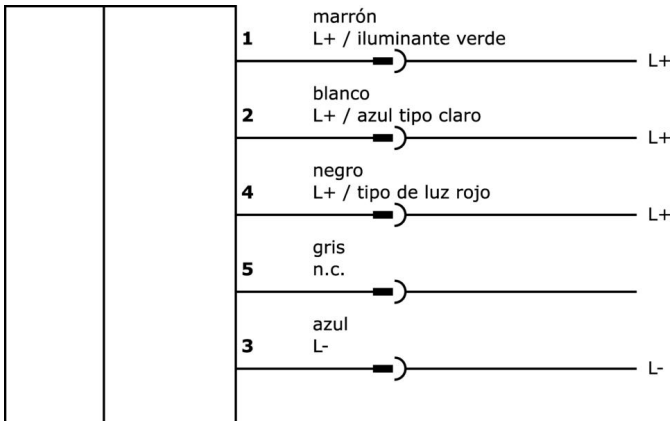 marrón
1 L+ / iluminante verde
L+
blanco
2 L+ / azul tipo claro
L+
negro
4 L+ / tipo de luz rojo
L+
gris
5 n.c.
azul
3 L-
L-